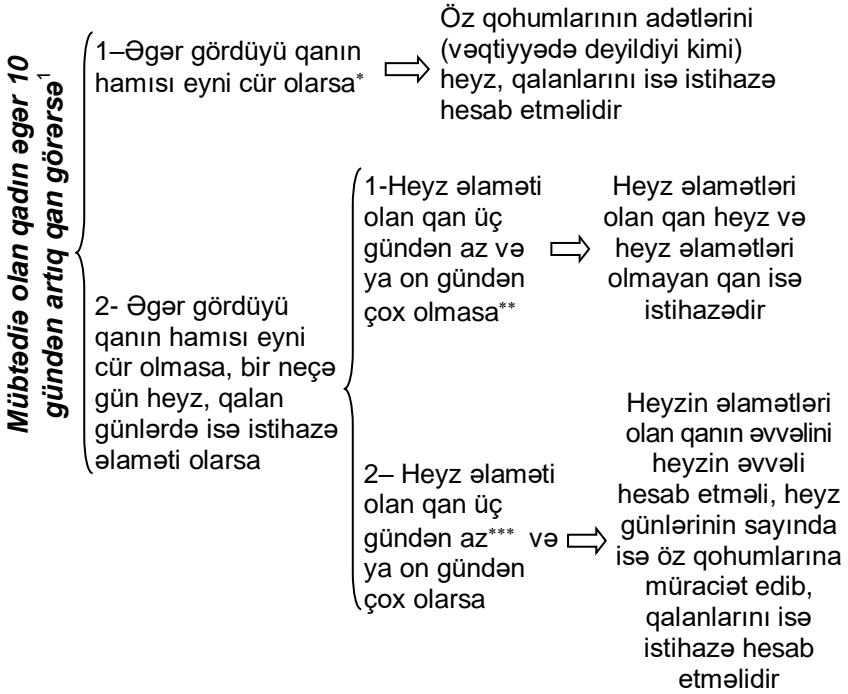 Mübtədiə olan qadın əgər 10
günnən artıq qan görərsə¹
1–Əgər gördüyü qanın
hamısı eyni cür olarsa*
Öz qohumlarının adətlərini
(vəqtiyyədə deyildiyi kimi)
heyz, qalanlarını isə istihazə
hesab etməlidir
2- Əgər gördüyü
qanın hamısı eyni
cür olmasa, bir neçə
gün heyz, qalan
günlərdə isə istihazə
əlaməti olarsa
1-Heyz əlaməti
olan qan üç
gündən az və
ya on gündən
çox olmasa**
Heyz əlamətləri
olan qan heyz və
heyz əlamətləri
olmayan qan isə
istihazədir
2– Heyz əlaməti
olan qan üç
gündən az*** və
ya on gündən
çox olarsa
Heyzin əlamətləri
olan qanın əvvəlini
heyzin əvvəli
hesab etməli, heyz
günlərinin sayında
isə öz qohumlarına
müraciət edib,
qalanlarını isə
istihazə hesab
etməlidir